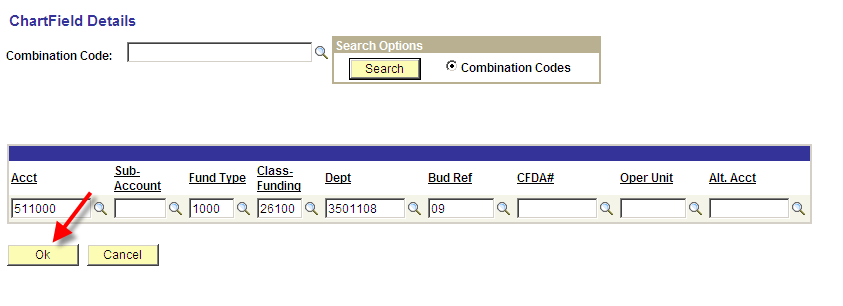 ChartField Details
Combination Code:
Search Options
Search Combination Codes
Acct Sub-Account Fund Type Class-Funding Dept Bud Ref CFDA# Oper Unit Alt. Acct
511000 1000 26100 3501108 09
Ok Cancel